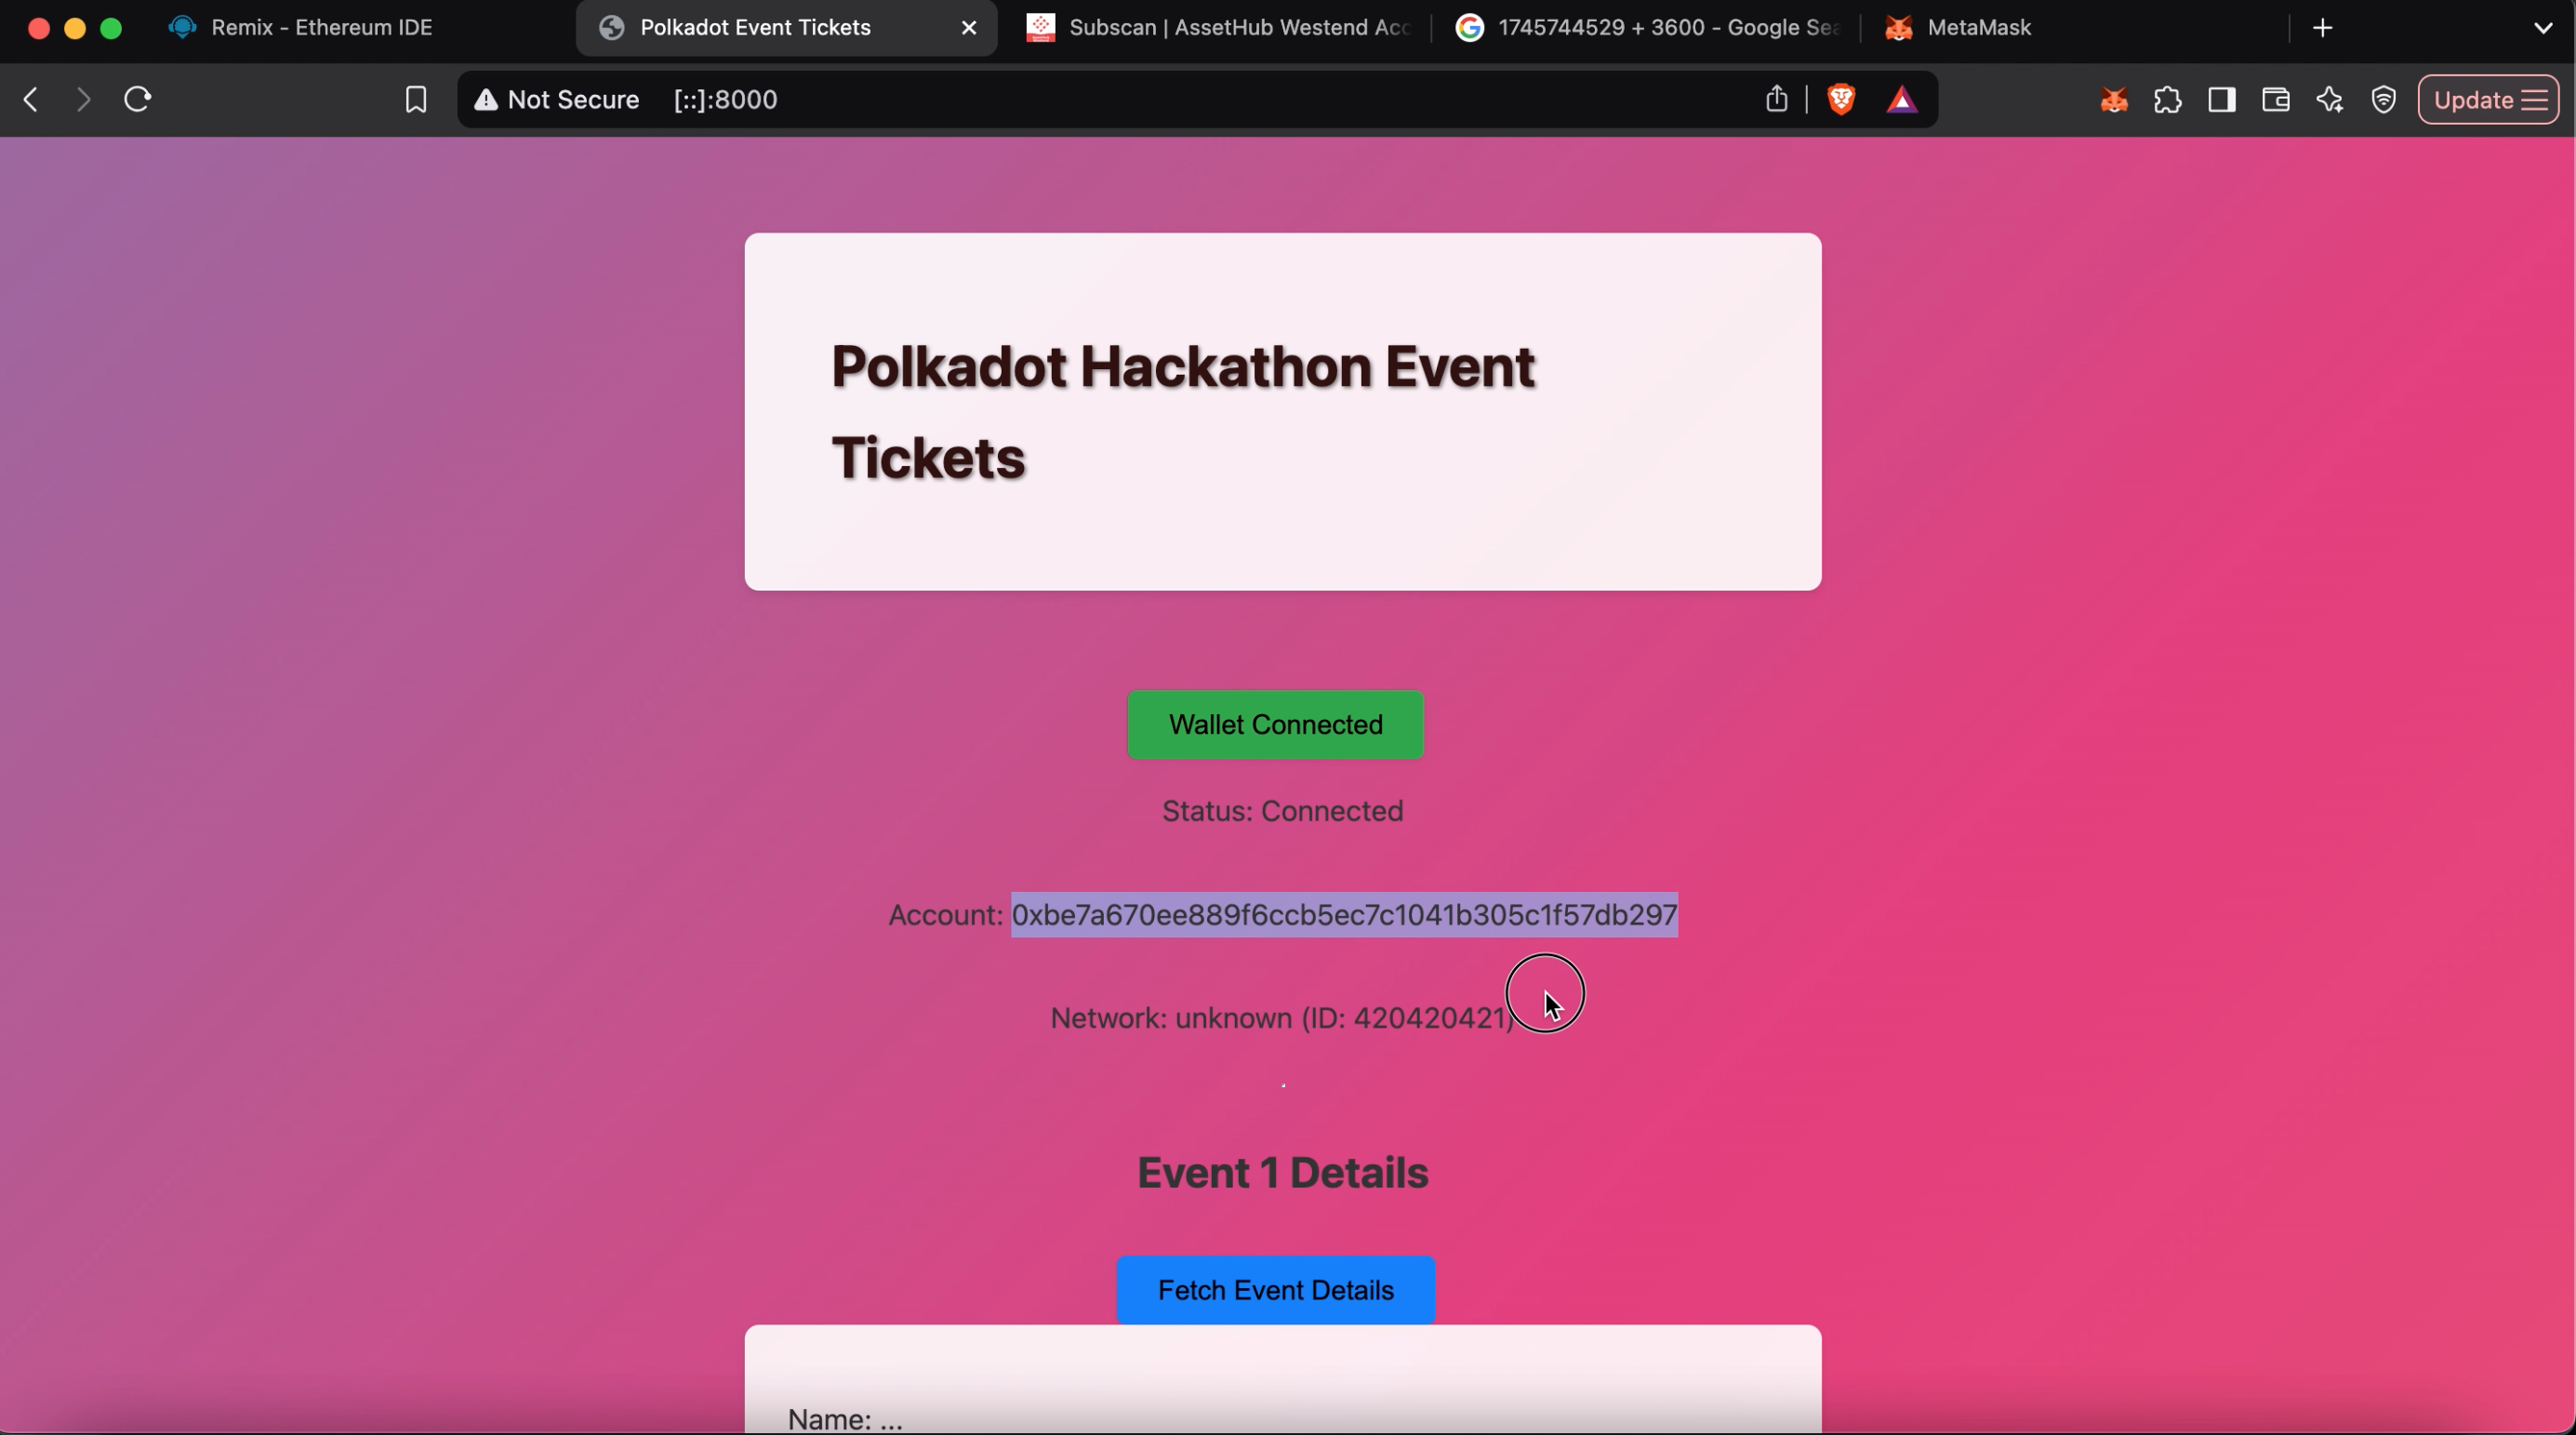 Remix - Ethereum IDE
Polkadot Event Tickets
Subscan | AssetHub Westend Acc
1745744529 + 3600 - Google Sea
MetaMask
Not Secure [::]:8000
Update
Polkadot Hackathon Event
Tickets
Wallet Connected
Status: Connected
Account: 0xbe7a670ee889f6ccb5ec7c1041b305c1f57db297
Network: unknown (ID: 420420421)
Event 1 Details
Fetch Event Details
Name: ...